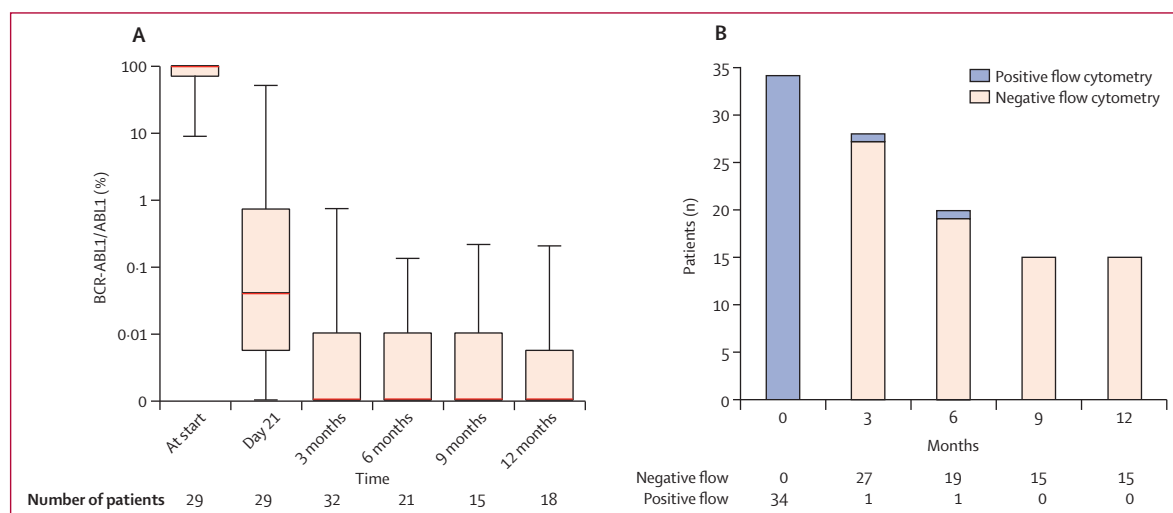 A
BCR-ABL1/ABL1 (%)
100
10
1
0·1
0·01
0
At start
Day 21
3 months
6 months
9 months
12 months
Time
Number of patients 29 29 32 21 15 18
B
Positive flow cytometry
Negative flow cytometry
Patients (n)
35
30
25
20
15
10
5
0
0 3 6 9 12
Months
Negative flow 0 27 19 15 15
Positive flow 34 1 1 0 0